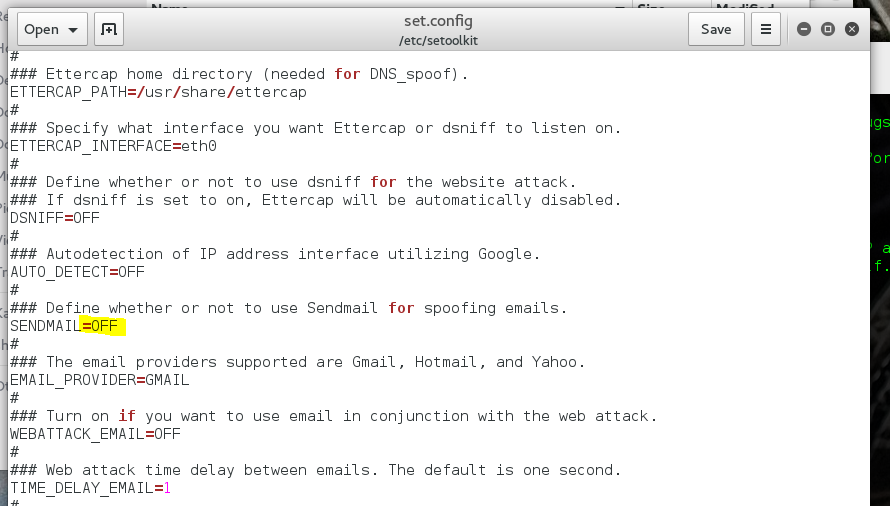 Name Size Modified
Open
set.config
/etc/setoolkit
Save
#
### Ettercap home directory (needed for DNS_spoof).
ETTERCAP_PATH=/usr/share/ettercap
#
### Specify what interface you want Ettercap or dsniff to listen on.
ETTERCAP_INTERFACE=eth0
#
### Define whether or not to use dsniff for the website attack.
### If dsniff is set to on, Ettercap will be automatically disabled.
DSNIFF=OFF
#
### Autodetection of IP address interface utilizing Google.
AUTO_DETECT=OFF
#
### Define whether or not to use Sendmail for spoofing emails.
SENDMAIL=OFF
#
### The email providers supported are Gmail, Hotmail, and Yahoo.
EMAIL_PROVIDER=GMAIL
#
### Turn on if you want to use email in conjunction with the web attack.
WEBATTACK_EMAIL=OFF
#
### Web attack time delay between emails. The default is one second.
TIME_DELAY_EMAIL=1
#